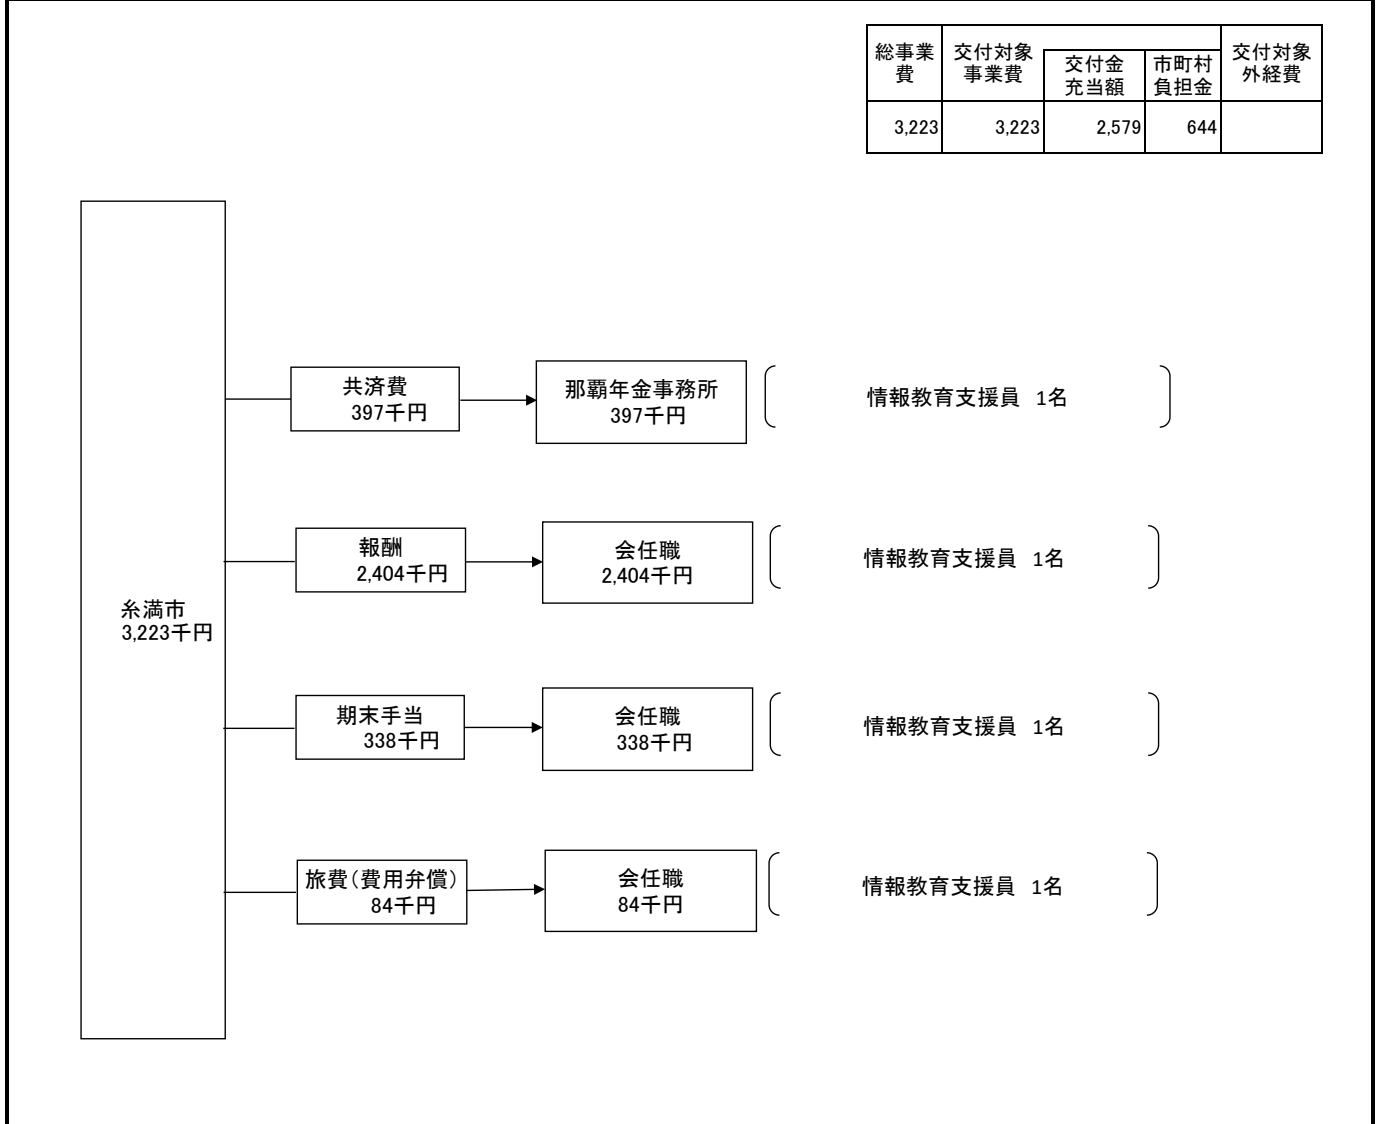 総事業
費
交付対象
事業費
交付金
充当額
市町村
負担金
交付対象
外経費
3,223
3,223
2,579
644
糸満市
3,223千円
共済費
397千円
那覇年金事務所
397千円
情報教育支援員 1名
報酬
2,404千円
会任職
2,404千円
情報教育支援員 1名
期末手当
338千円
会任職
338千円
情報教育支援員 1名
旅費(費用弁償)
84千円
会任職
84千円
情報教育支援員 1名